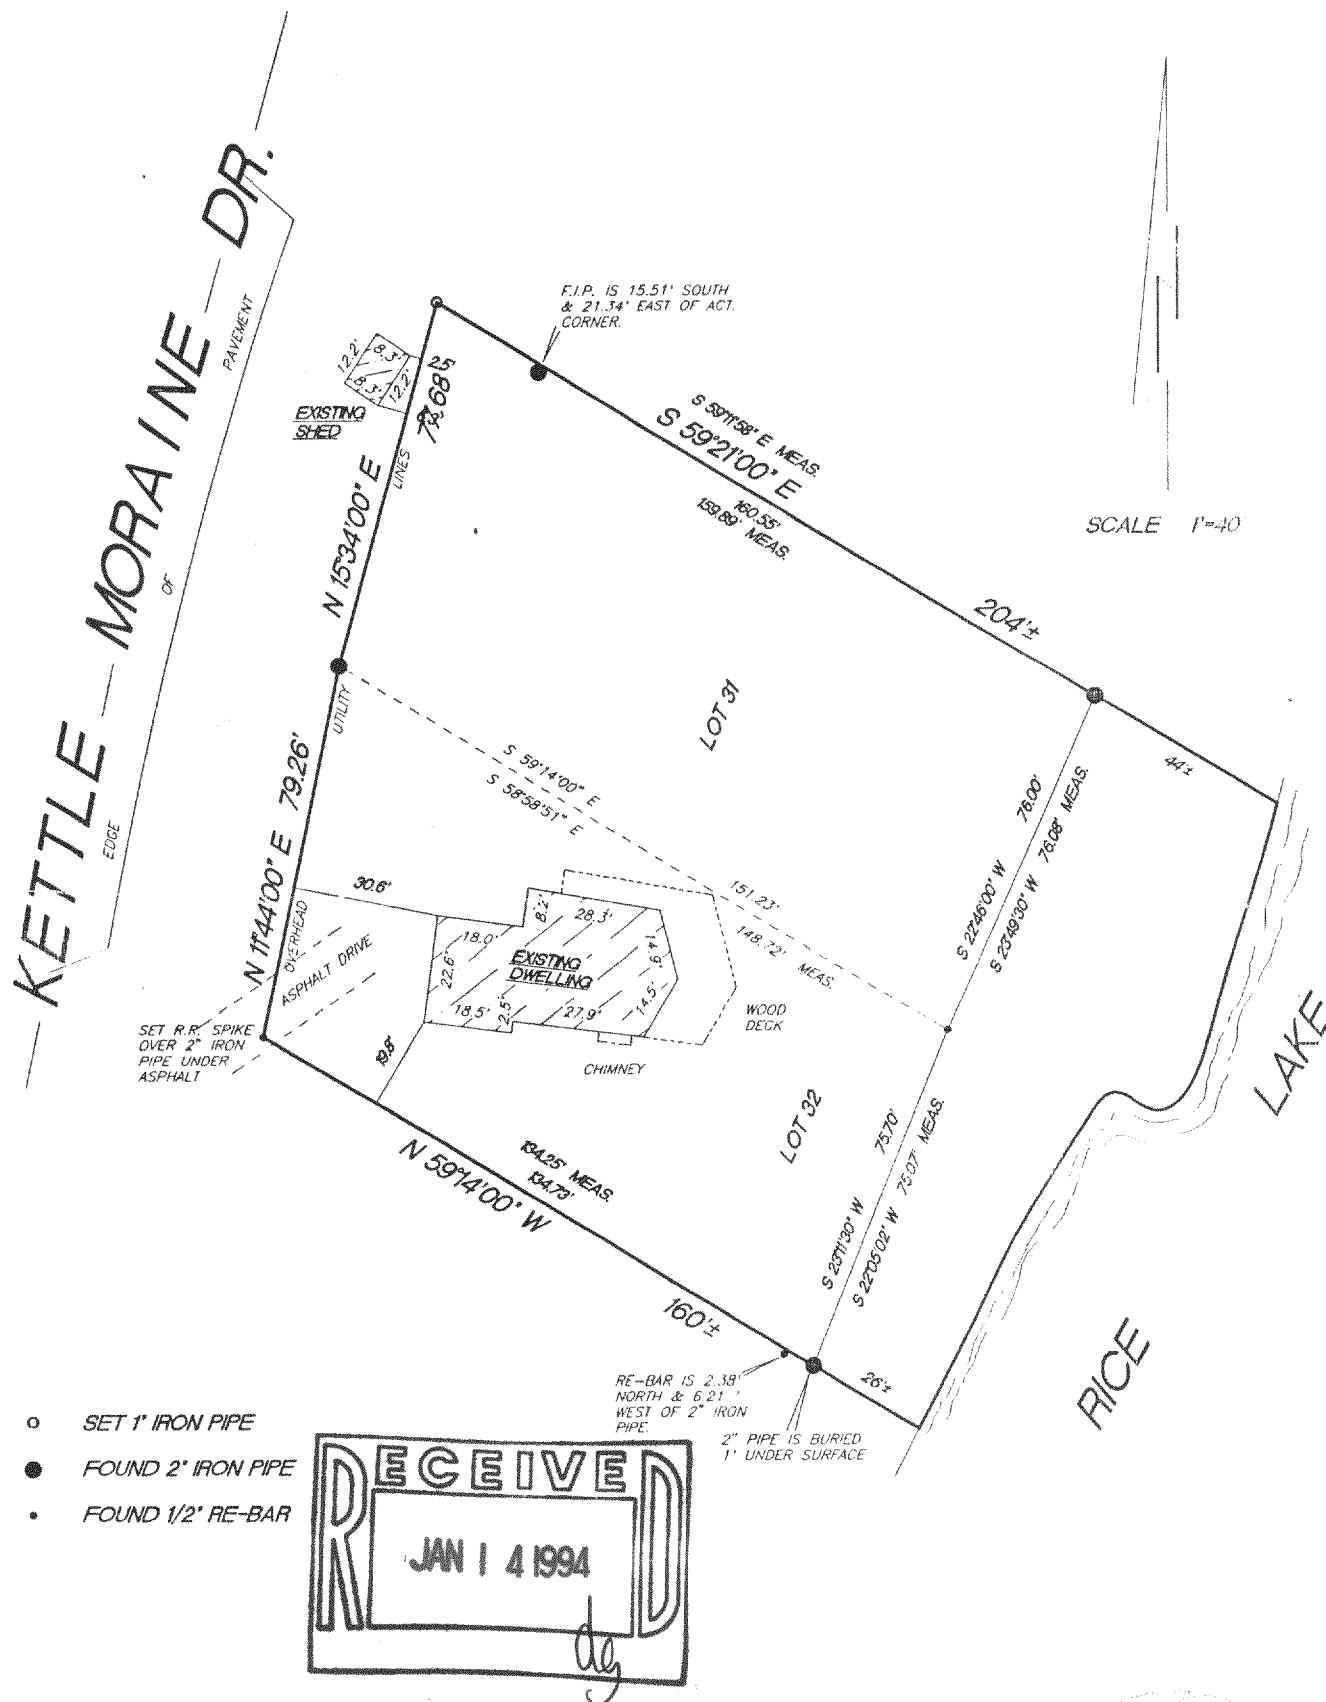 KETTLE MORAINE DR.
EDGE OF PAVEMENT
F.I.P. IS 15.51' SOUTH
& 21.34' EAST OF ACT.
CORNER.
12.2'
8.3'
8.3'
12.2'
2.5
EXISTING
SHED
N 15°34'00" E
OVERHEAD UTILITY LINES
S 59°11'58" E MEAS.
S 59°21'00" E
160.55'
159.89' MEAS.
SCALE 1"=40'
204'±
LOT 31
44'±
76.00'
S 22°46'00" W
S 23°49'30" W 76.08' MEAS.
S 59°14'00" E
S 58°58'51" E
151.23'
148.72' MEAS.
N 11°44'00" E 79.26'
30.6'
8.2'
28.3'
18.0'
14.9'
22.6'
EXISTING
DWELLING
14.5'
18.5'
2.5'
27.9'
WOOD
DECK
CHIMNEY
ASPHALT DRIVE
SET R.R. SPIKE
OVER 2" IRON
PIPE UNDER
ASPHALT
19.8'
LOT 32
134.25' MEAS.
134.73'
N 59°14'00" W
160'±
75.70'
S 23°11'30" W
S 22°05'02" W 75.07' MEAS.
26'±
RICE LAKE
RE-BAR IS 2.38'
NORTH & 6.21'
WEST OF 2" IRON
PIPE.
2" PIPE IS BURIED
1' UNDER SURFACE
SET 1" IRON PIPE
FOUND 2" IRON PIPE
FOUND 1/2" RE-BAR
RECEIVED
JAN 14 1994
dg